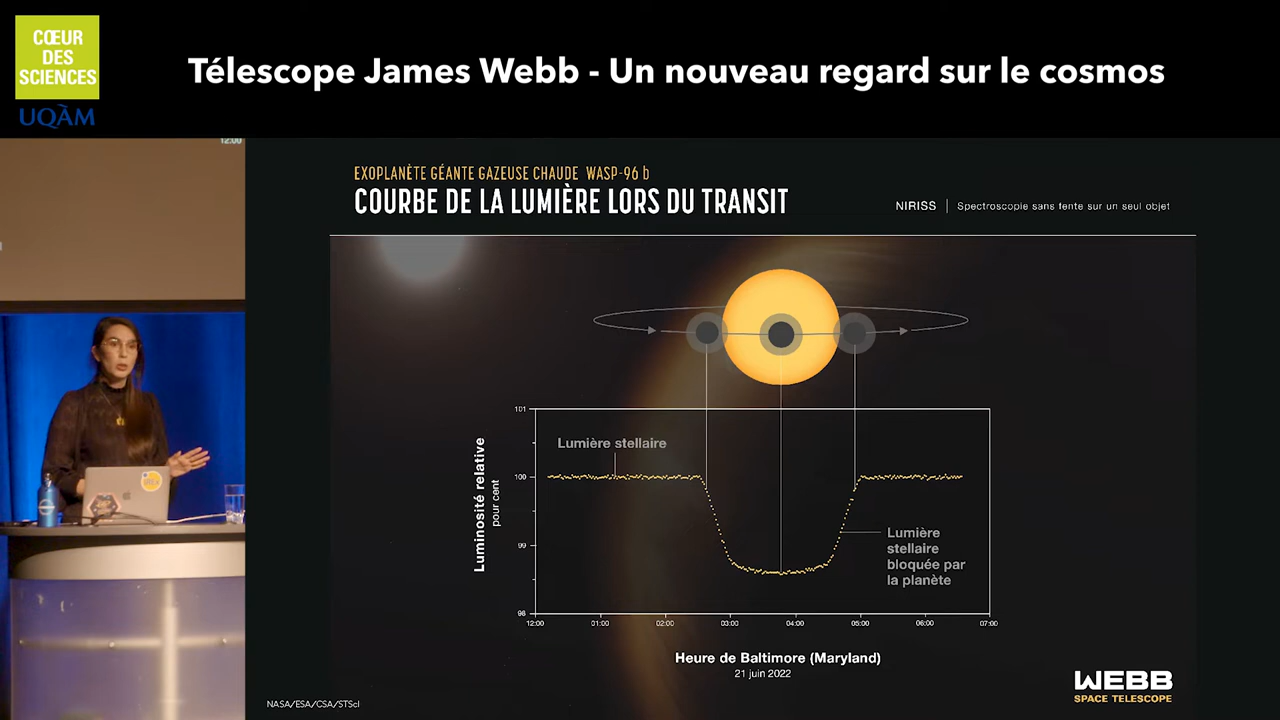 CŒUR
DES
SCIENCES
UQÀM
Télescope James Webb - Un nouveau regard sur le cosmos
12:00
EXOPLANÈTE GÉANTE GAZEUSE CHAUDE WASP-96 b
COURBE DE LA LUMIÈRE LORS DU TRANSIT
NIRISS | Spectroscopie sans fente sur un seul objet
Luminosité relative
pour cent
101
100
99
98
Lumière stellaire
Lumière
stellaire
bloquée par
la planète
12:00 01:00 02:00 03:00 04:00 05:00 06:00 07:00
Heure de Baltimore (Maryland)
21 juin 2022
NASA/ESA/CSA/STScI
WEBB
SPACE TELESCOPE